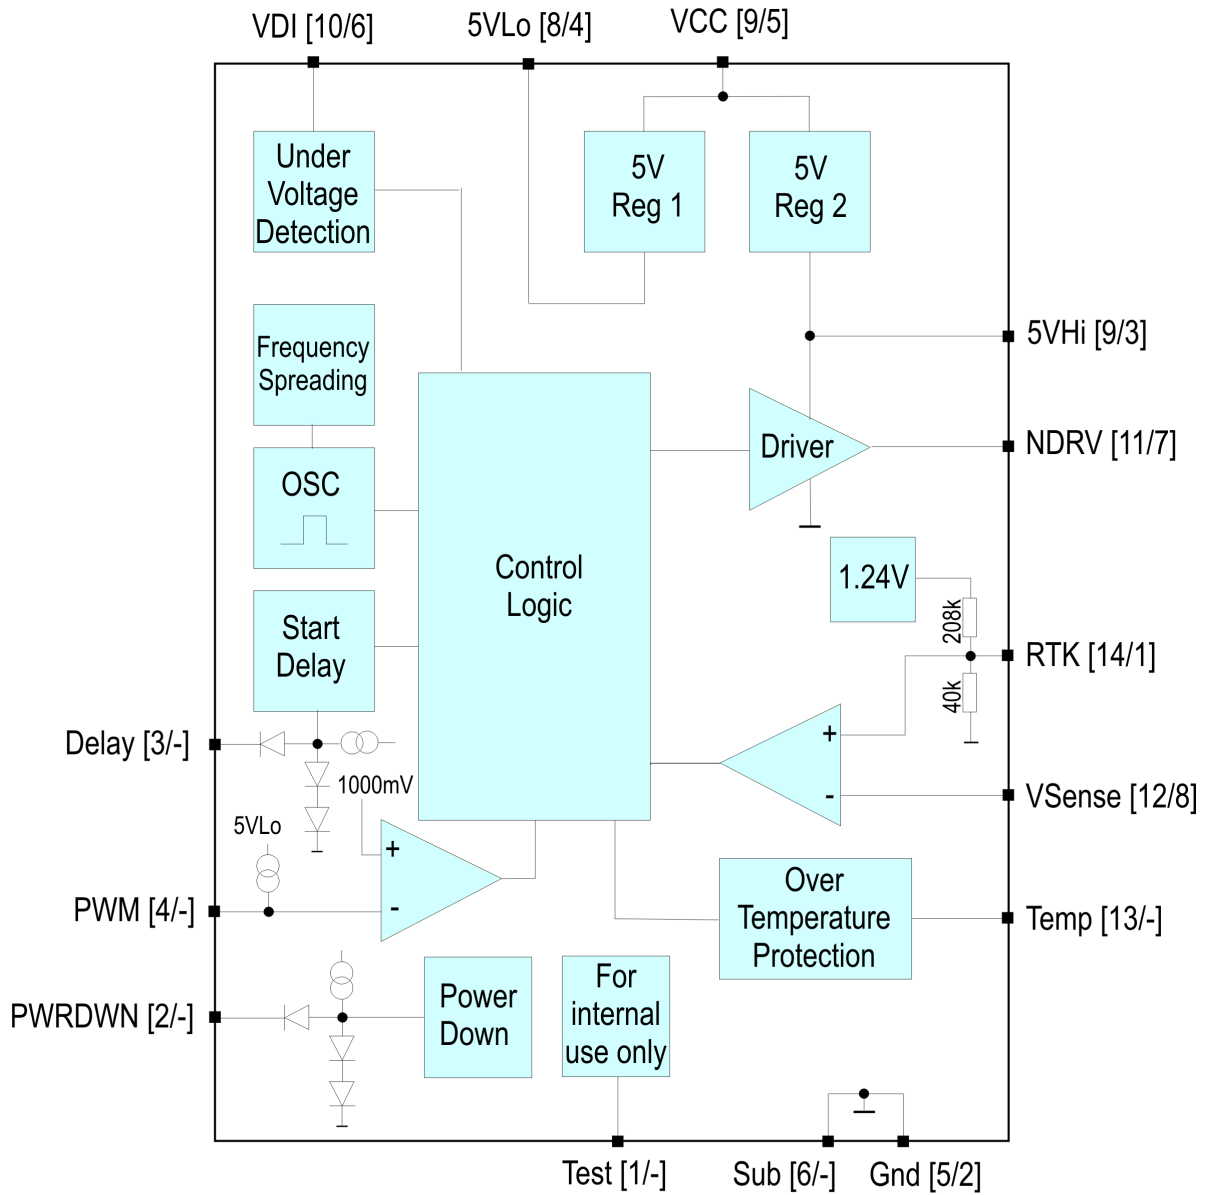 VDI [10/6]
5VLo [8/4]
VCC [9/5]
Under
Voltage
Detection
5V
Reg 1
5V
Reg 2
Frequency
Spreading
5VHi [9/3]
OSC
Driver
NDRV [11/7]
Control
Logic
1.24V
208k
Start
Delay
RTK [14/1]
40k
Delay [3/-]
+
-
1000mV
VSense [12/8]
5VLo
+
-
PWM [4/-]
Over
Temperature
Protection
Temp [13/-]
PWRDWN [2/-]
Power
Down
For
internal
use only
Test [1/-]
Sub [6/-]
Gnd [5/2]